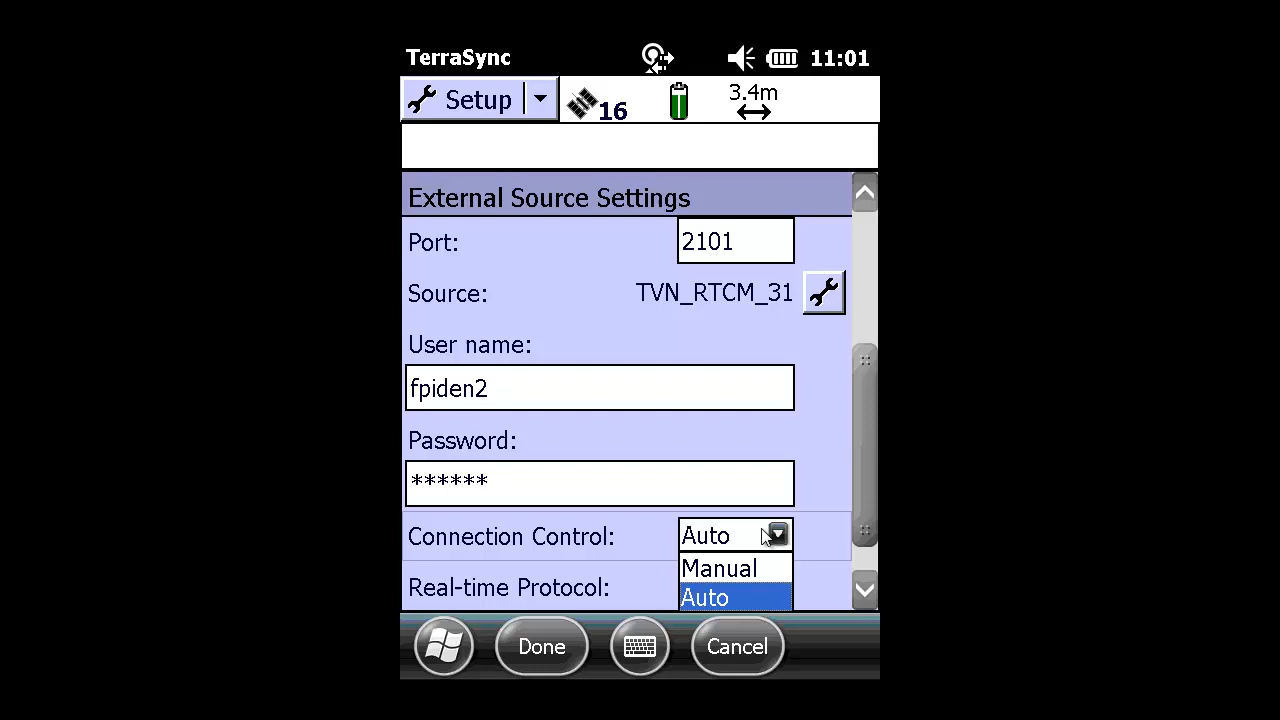 TerraSync 11:01
Setup 16 3.4m
External Source Settings
Port: 2101
Source: TVN_RTCM_31
User name:
fpiden2
Password:
******
Connection Control: Auto
Manual
Real-time Protocol: Auto
Done Cancel